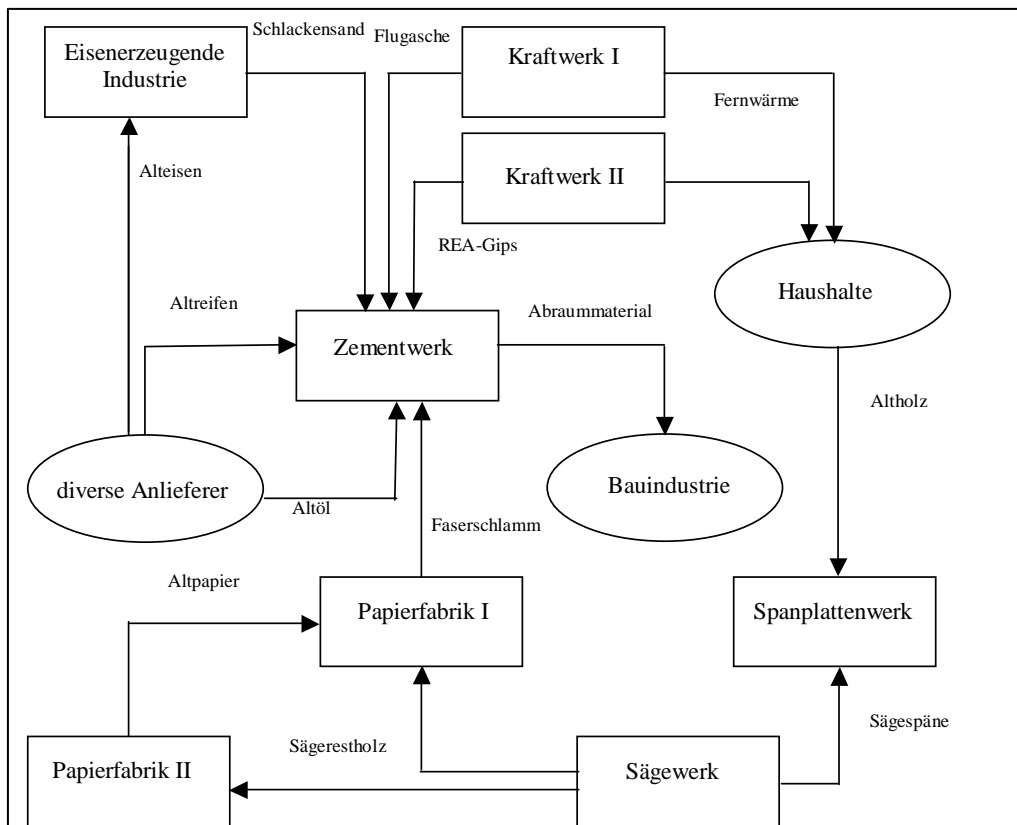 Schlackensand
Flugasche
Eisenerzeugende
Industrie
Kraftwerk I
Fernwärme
Alteisen
Kraftwerk II
REA-Gips
Haushalte
Altreifen
Abraummaterial
Zementwerk
Altholz
diverse Anlieferer
Altöl
Bauindustrie
Faserschlamm
Altpapier
Papierfabrik I
Spanplattenwerk
Sägespäne
Sägerestholz
Papierfabrik II
Sägewerk